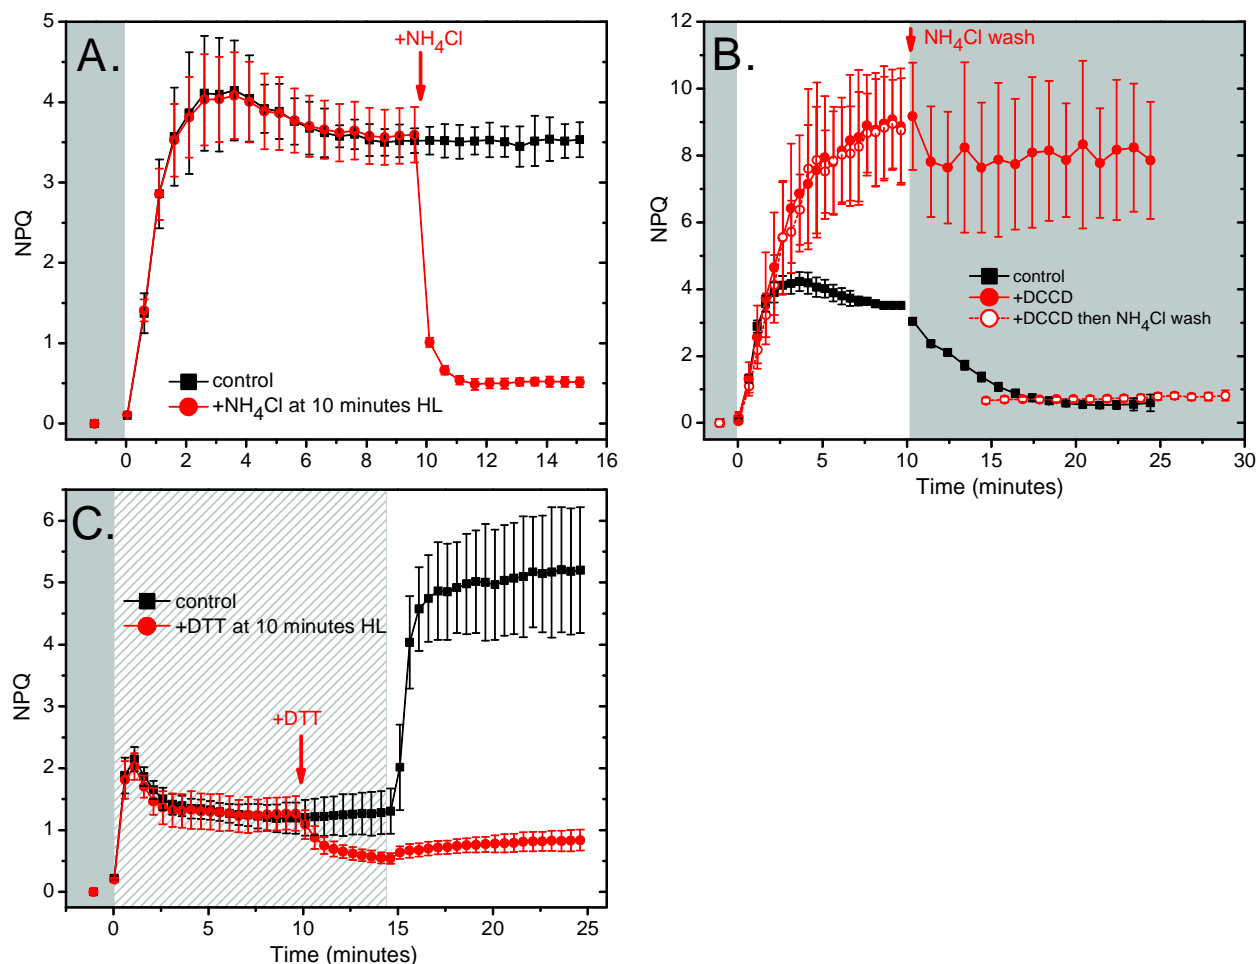 A.
+NH₄Cl
NPQ
5
4
3
2
1
0
control
+NH₄Cl at 10 minutes HL
0 2 4 6 8 10 12 14 16
B.
NH₄Cl wash
NPQ
12
10
8
6
4
2
0
control
+DCCD
+DCCD then NH₄Cl wash
0 5 10 15 20 25 30
Time (minutes)
C.
NPQ
6
5
4
3
2
1
0
control
+DTT at 10 minutes HL
+DTT
0 5 10 15 20 25
Time (minutes)